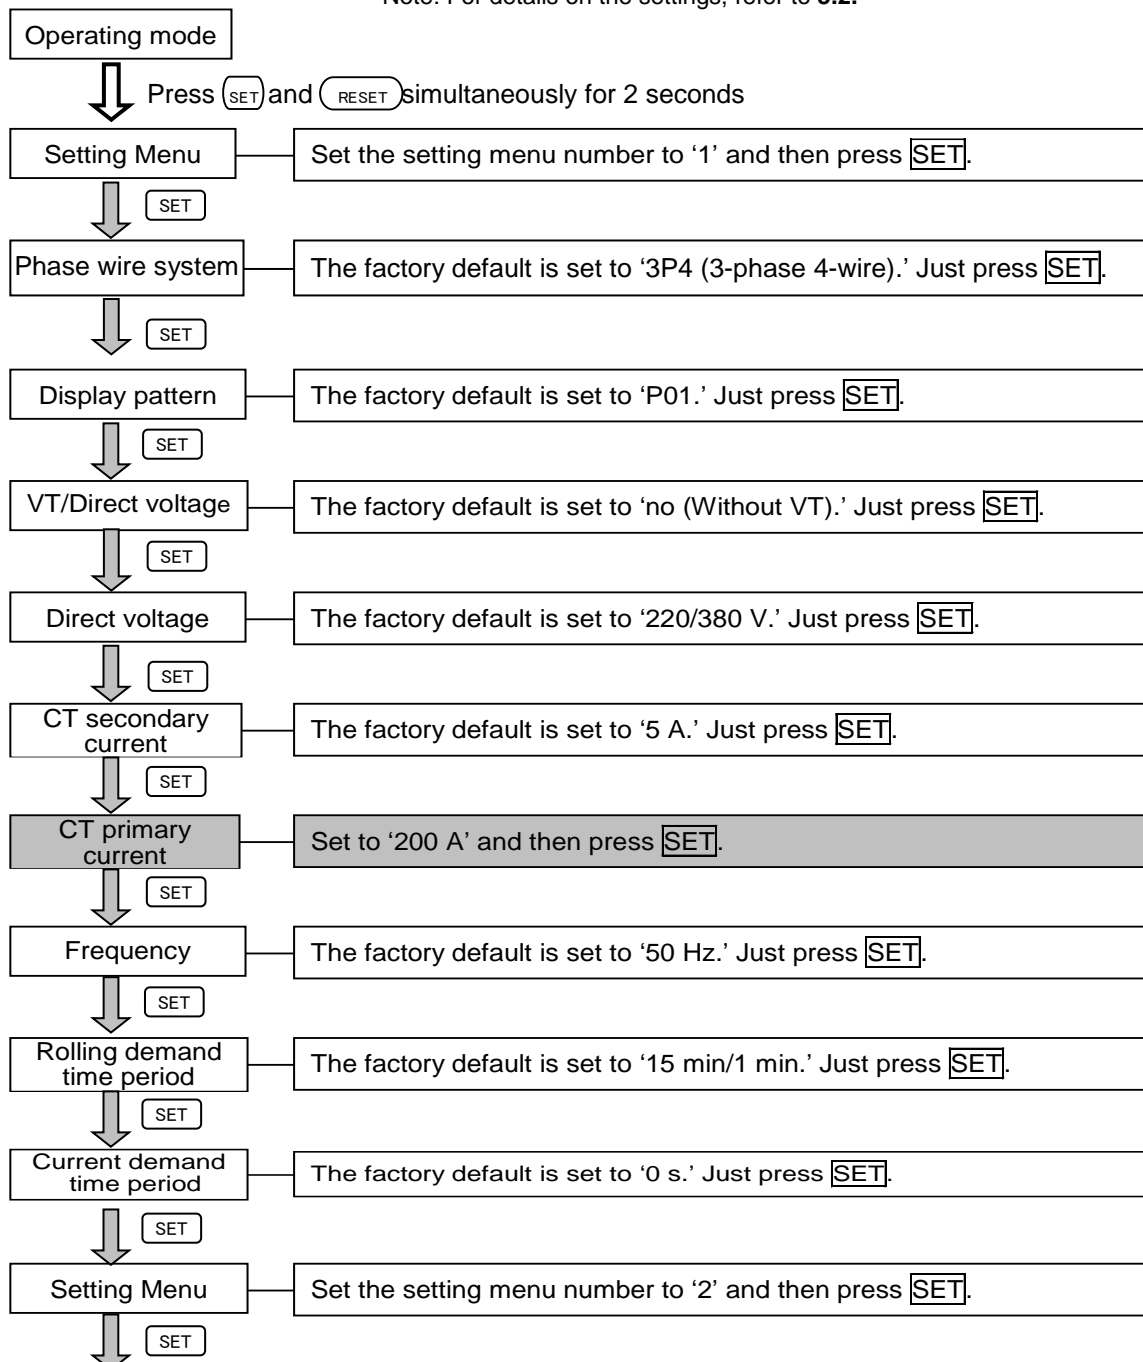 Note: For details on the settings, refer to
Operating mode
Press SET and RESET simultaneously for 2 seconds
Setting Menu
Set the setting menu number to ‘1’ and then press SET.
SET
Phase wire system
The factory default is set to ‘3P4 (3-phase 4-wire).’ Just press SET.
SET
Display pattern
The factory default is set to ‘P01.’ Just press SET.
SET
VT/Direct voltage
The factory default is set to ‘no (Without VT).’ Just press SET.
SET
Direct voltage
The factory default is set to ‘220/380 V.’ Just press SET.
SET
CT secondary
current
The factory default is set to ‘5 A.’ Just press SET.
SET
CT primary
current
Set to ‘200 A’ and then press SET.
SET
Frequency
The factory default is set to ‘50 Hz.’ Just press SET.
SET
Rolling demand
time period
The factory default is set to ‘15 min/1 min.’ Just press SET.
SET
Current demand
time period
The factory default is set to ‘0 s.’ Just press SET.
SET
Setting Menu
Set the setting menu number to ‘2’ and then press SET.
SET